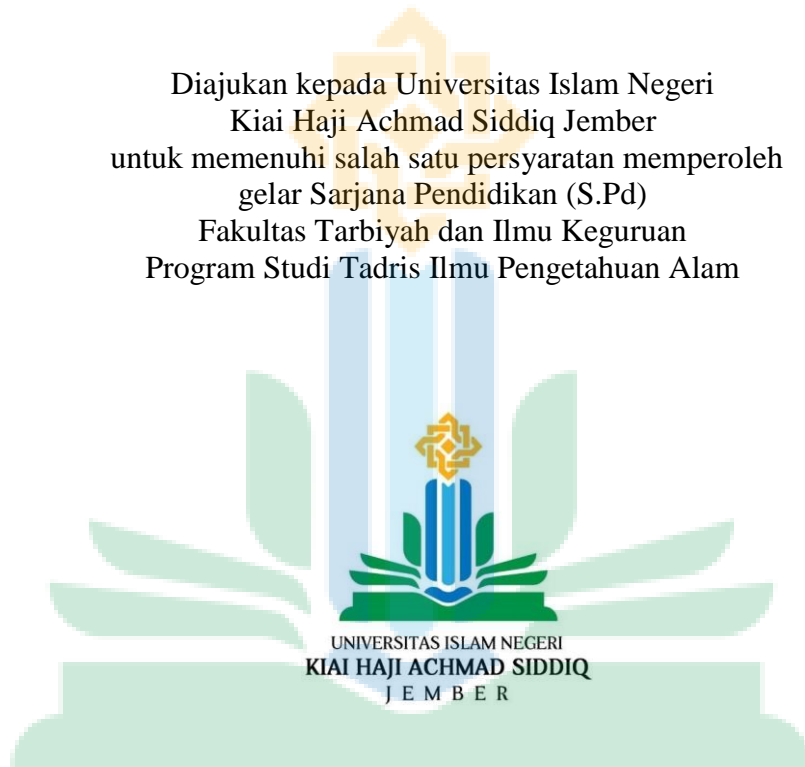 Diajukan kepada Universitas Islam Negeri
Kiai Haji Achmad Siddiq Jember
untuk memenuhi salah satu persyaratan memperoleh
gelar Sarjana Pendidikan (S.Pd)
Fakultas Tarbiyah dan Ilmu Keguruan
Program Studi Tadris Ilmu Pengetahuan Alam
UNIVERSITAS ISLAM NEGERI
KIAI HAJI ACHMAD SIDDIQ
JEMBER